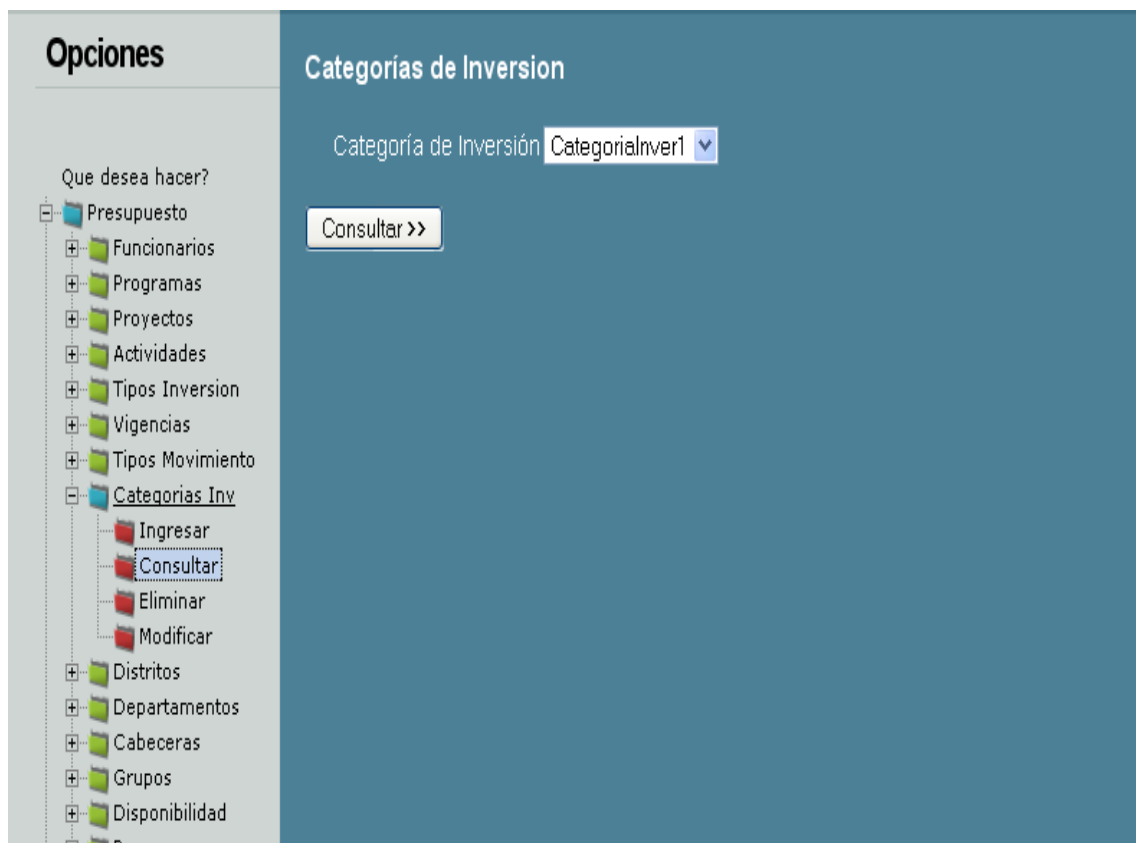 Opciones
Que desea hacer?
Presupuesto
Funcionarios
Programas
Proyectos
Actividades
Tipos Inversion
Vigencias
Tipos Movimiento
Categorias Inv
Ingresar
Consultar
Eliminar
Modificar
Distritos
Departamentos
Cabeceras
Grupos
Disponibilidad
Categorías de Inversion
Categoría de Inversión CategoriaInver1
Consultar >>